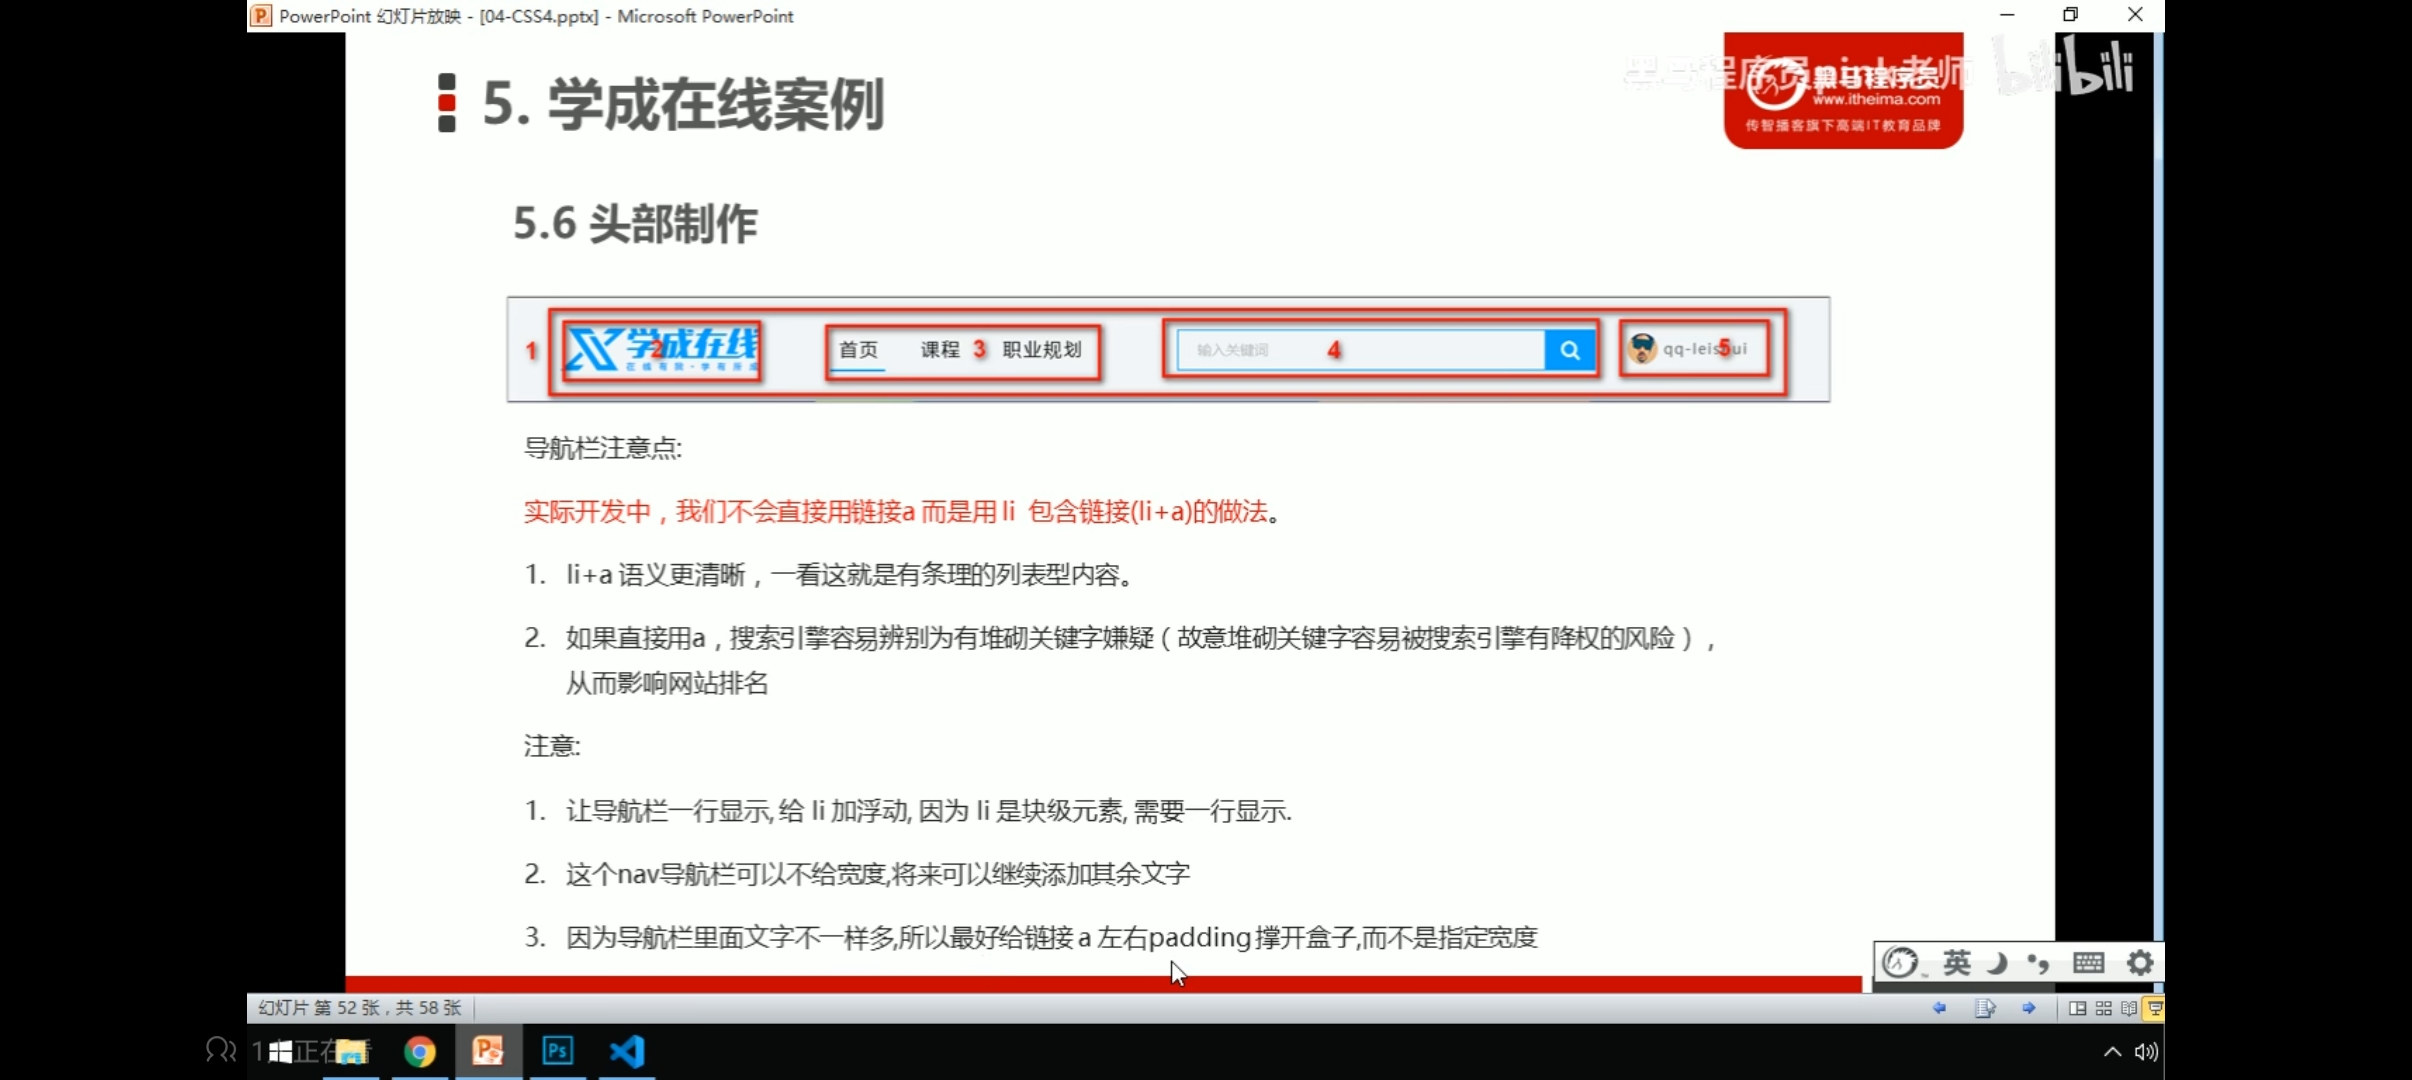 PowerPoint 幻灯片放映 - [04-CSS4.pptx] - Microsoft PowerPoint
5. 学成在线案例
黑马程序员pink老师
bilibili
www.itheima.com
传智播客旗下高端IT教育品牌
5.6 头部制作
1
学成在线
2
首页
课程
3
职业规划
输入关键词
4
qq-leishui
5
导航栏注意点:
实际开发中，我们不会直接用链接a 而是用 li 包含链接(li+a)的做法。
1. li+a 语义更清晰，一看这就是有条理的列表型内容。
2. 如果直接用a，搜索引擎容易辨别为有堆砌关键字嫌疑（故意堆砌关键字容易被搜索引擎有降权的风险），
从而影响网站排名
注意:
1. 让导航栏一行显示, 给 li 加浮动, 因为 li 是块级元素, 需要一行显示.
2. 这个nav导航栏可以不给宽度,将来可以继续添加其余文字
3. 因为导航栏里面文字不一样多,所以最好给链接 a 左右padding 撑开盒子,而不是指定宽度
英
幻灯片 第 52 张，共 58 张